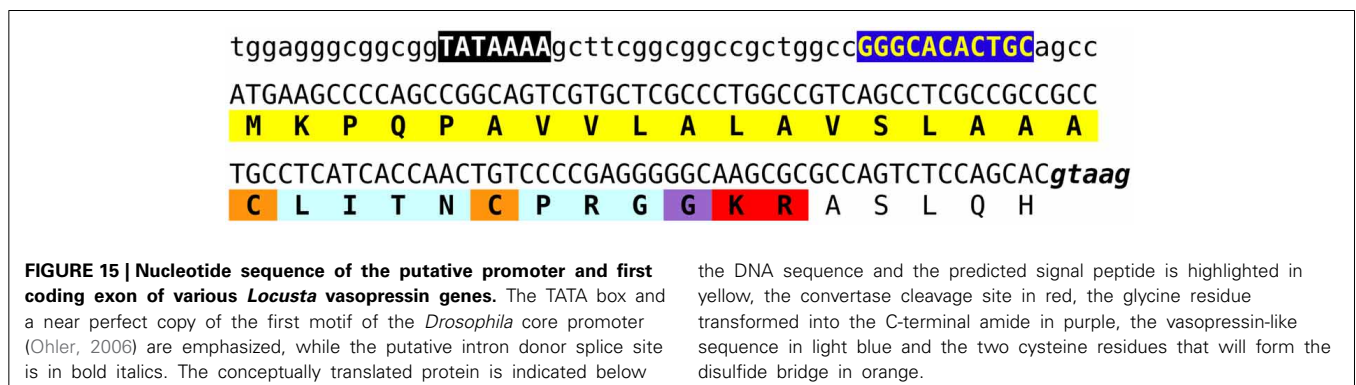 tggagggcggcggTATAAAAgcttcggcggccgctggccGGGCACACTGCagcc
ATGAAGCCCCAGCCGGCAGTCGTGCTCGCCCTGGCCGTCAGCCTCGCCGCCGCC
M K P Q P A V V L A L A V S L A A A
TGCCTCATCACCAACTGTCCCCGAGGGGGCAAGCGCGCCAGTCTCCAGCACgtaag
C L I T N C P R G G K R A S L Q H
FIGURE 15 | Nucleotide sequence of the putative promoter and first
coding exon of various Locusta vasopressin genes. The TATA box and
a near perfect copy of the first motif of the Drosophila core promoter
(Ohler, 2006) are emphasized, while the putative intron donor splice site
is in bold italics. The conceptually translated protein is indicated below
the DNA sequence and the predicted signal peptide is highlighted in
yellow, the convertase cleavage site in red, the glycine residue
transformed into the C-terminal amide in purple, the vasopressin-like
sequence in light blue and the two cysteine residues that will form the
disulfide bridge in orange.